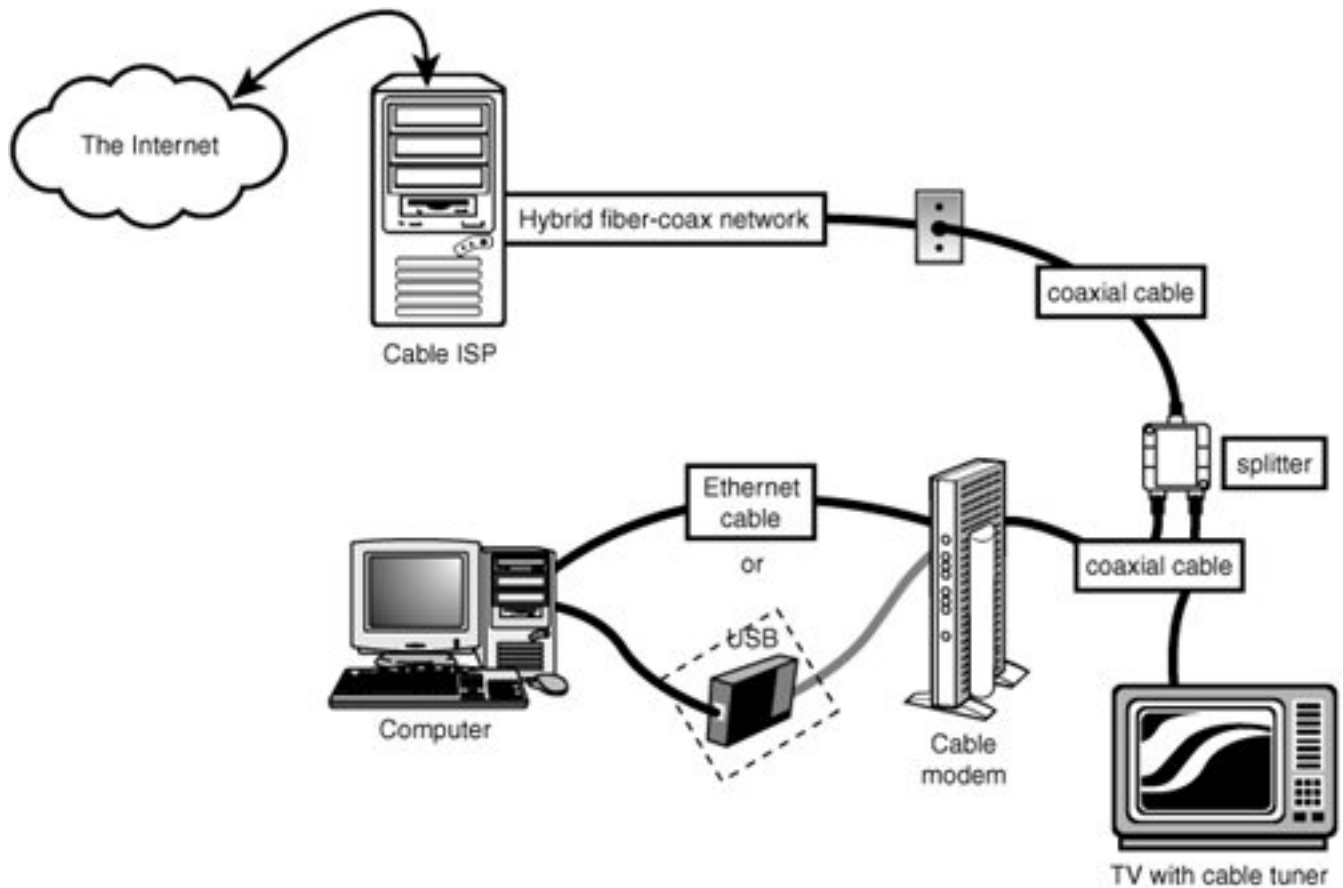 The Internet
Hybrid fiber-coax network
coaxial cable
Cable ISP
splitter
Ethernet
cable
or
coaxial cable
USB
Computer
Cable
modem
TV with cable tuner